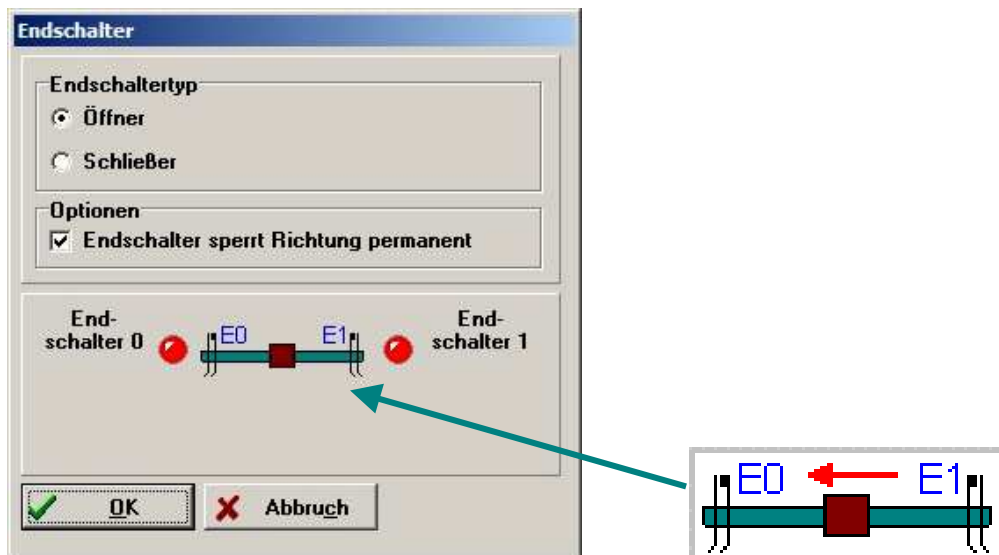 Endschalter
Endschaltertyp
Öffner
Schließer
Optionen
Endschalter sperrt Richtung permanent
End-
schalter 0
E0
E1
End-
schalter 1
OK
Abbruch
E0
E1